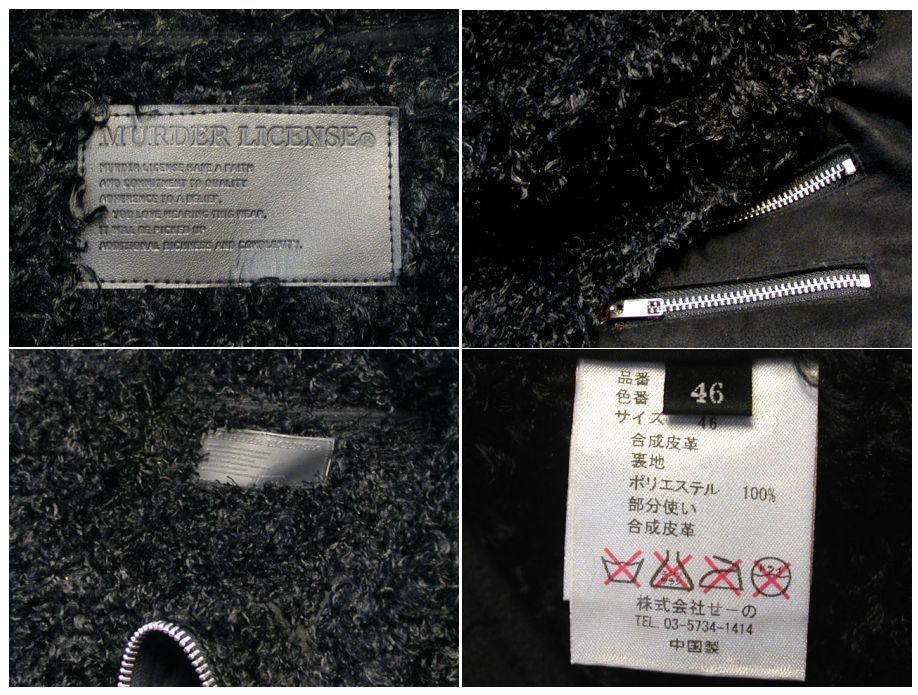 MURDER LICENSE®
MURDER LICENSE HAVE A FAITH
AND COMMITMENT TO QUALITY
ADHERENCE TO A BELIEF.
YOU LOVE WEARING THIS WEAR,
IT WILL BE PICKED UP
ADDITIONAL RICHNESS AND COMPLEXITY.
品番
色番
46
サイズ 46
合成皮革
裏地
ポリエステル 100%
部分使い
合成皮革
株式会社せーの
TEL. 03-5734-1414
中国製